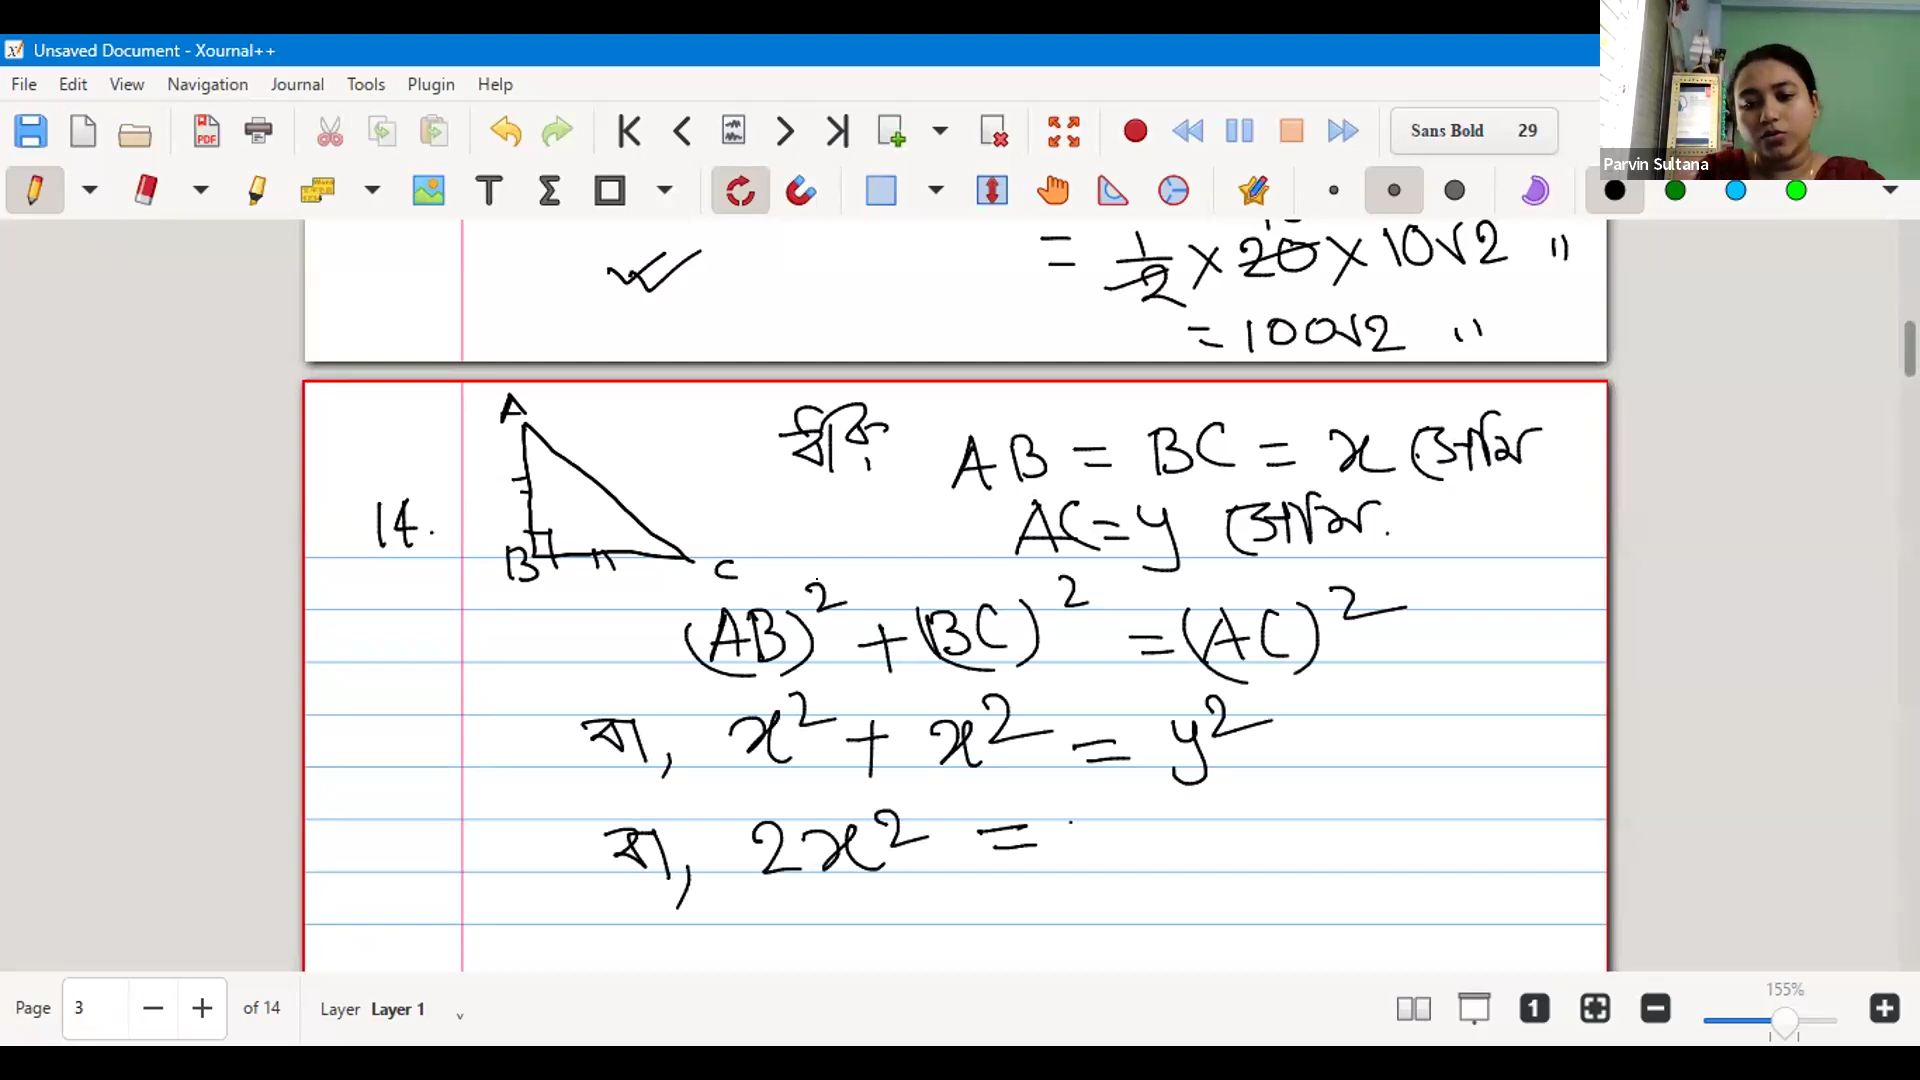 Unsaved Document - Xournal++
File Edit View Navigation Journal Tools Plugin Help
Sans Bold 29
Parvin Sultana
= 1/2 × 20 × 10√2 "
= 100√2 "
14.
A
B
C
ধরি, AB = BC = x সেমি
AC = y সেমি.
(AB)² + (BC)² = (AC)²
বা, x² + x² = y²
বা, 2x² =
Page 3 of 14 Layer Layer 1
155%